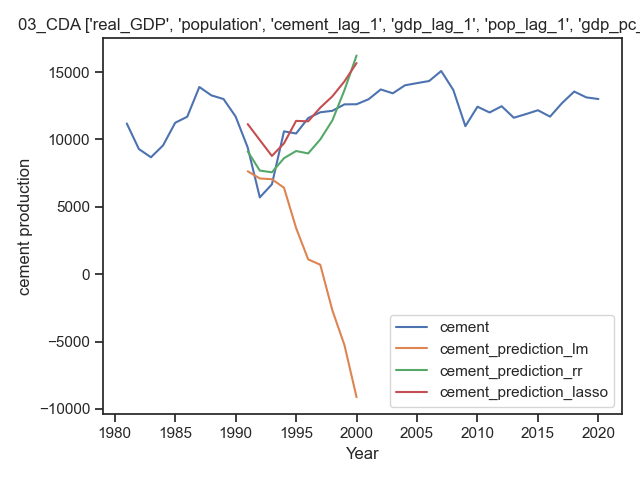 03_CDA ['real_GDP', 'population', 'cement_lag_1', 'gdp_lag_1', 'pop_lag_1', 'gdp_pc_
15000
10000
5000
0
−5000
−10000
cement production
1980 1985 1990 1995 2000 2005 2010 2015 2020
Year
cement
cement_prediction_lm
cement_prediction_rr
cement_prediction_lasso